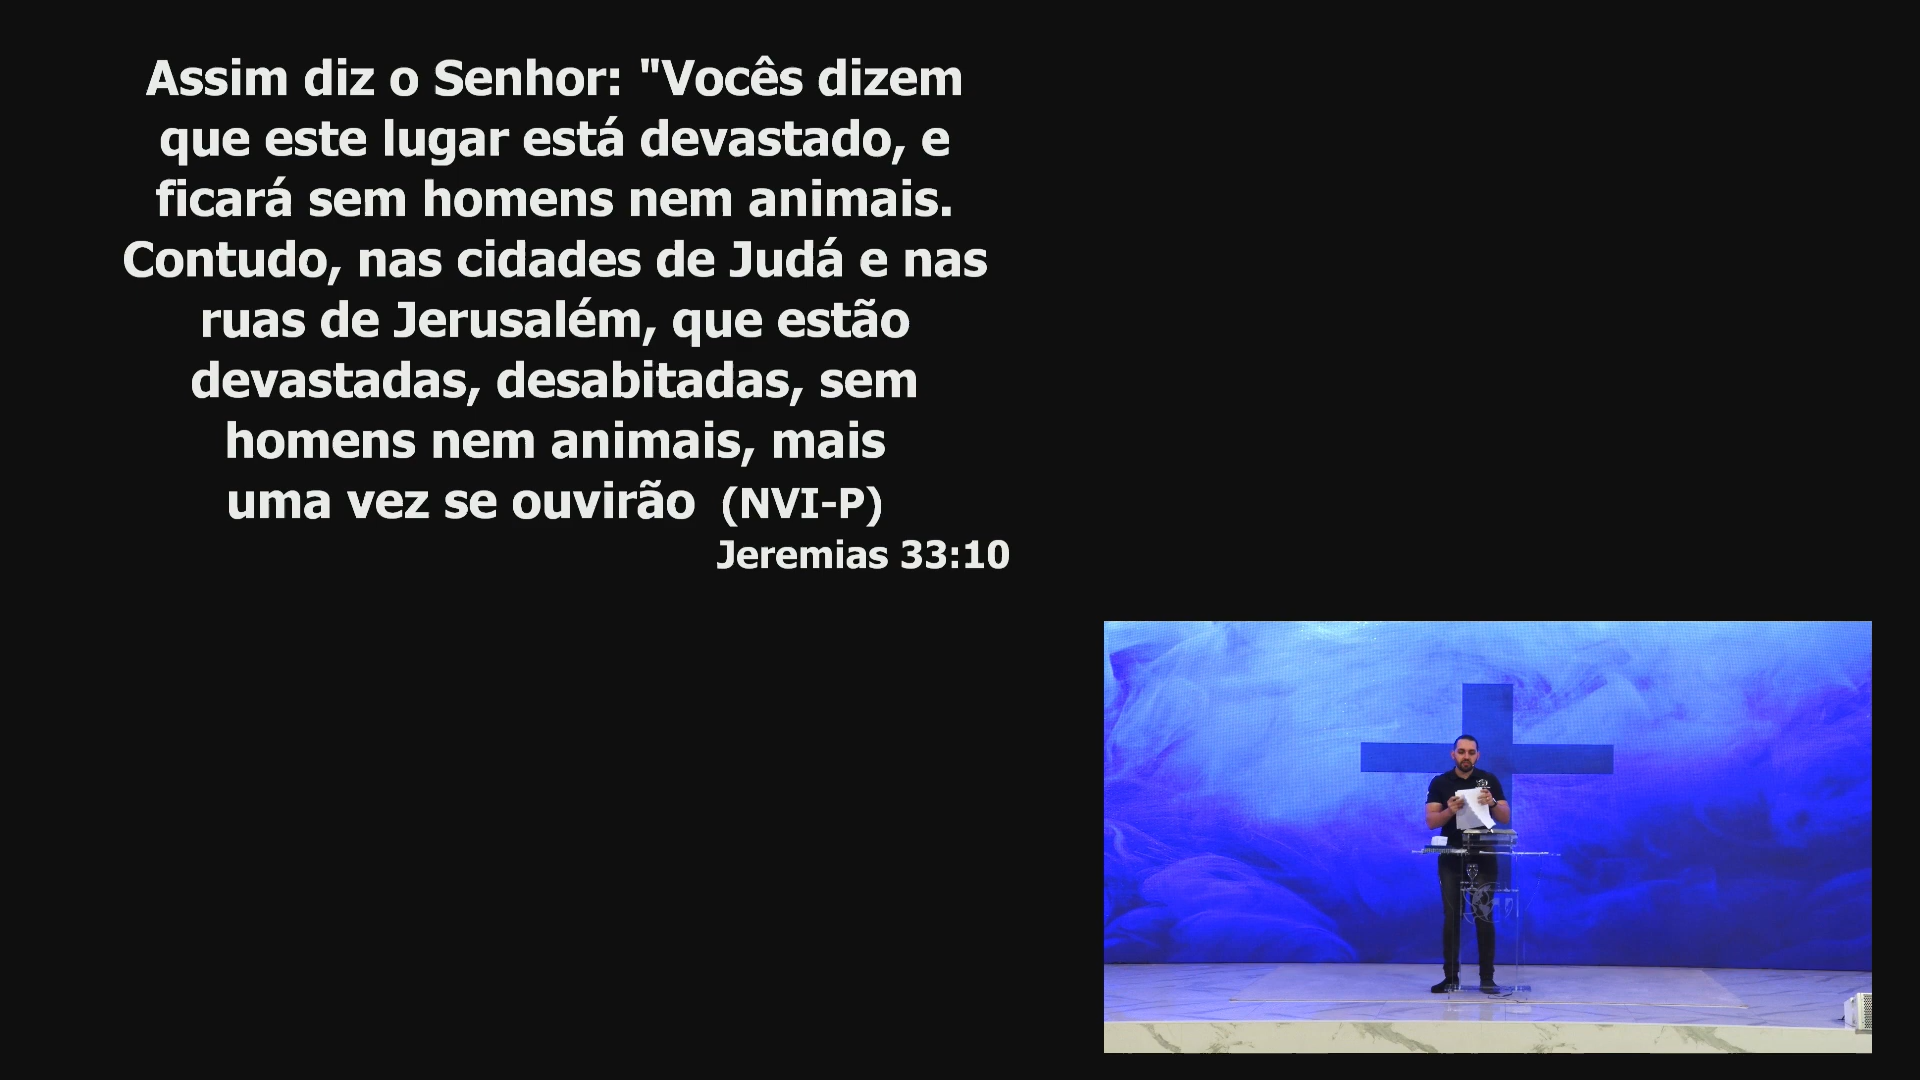 Assim diz o Senhor: "Vocês dizem
que este lugar está devastado, e
ficará sem homens nem animais.
Contudo, nas cidades de Judá e nas
ruas de Jerusalém, que estão
devastadas, desabitadas, sem
homens nem animais, mais
uma vez se ouvirão (NVI-P)
Jeremias 33:10